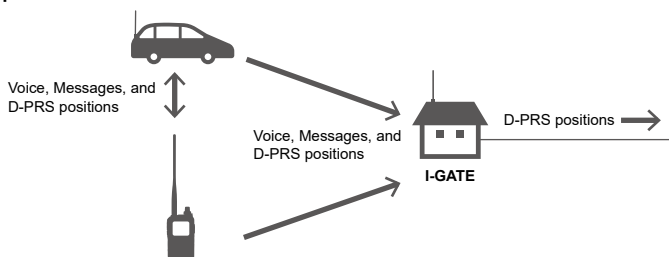 Voice, Messages, and
D-PRS positions
Voice, Messages, and
D-PRS positions
D-PRS positions
I-GATE